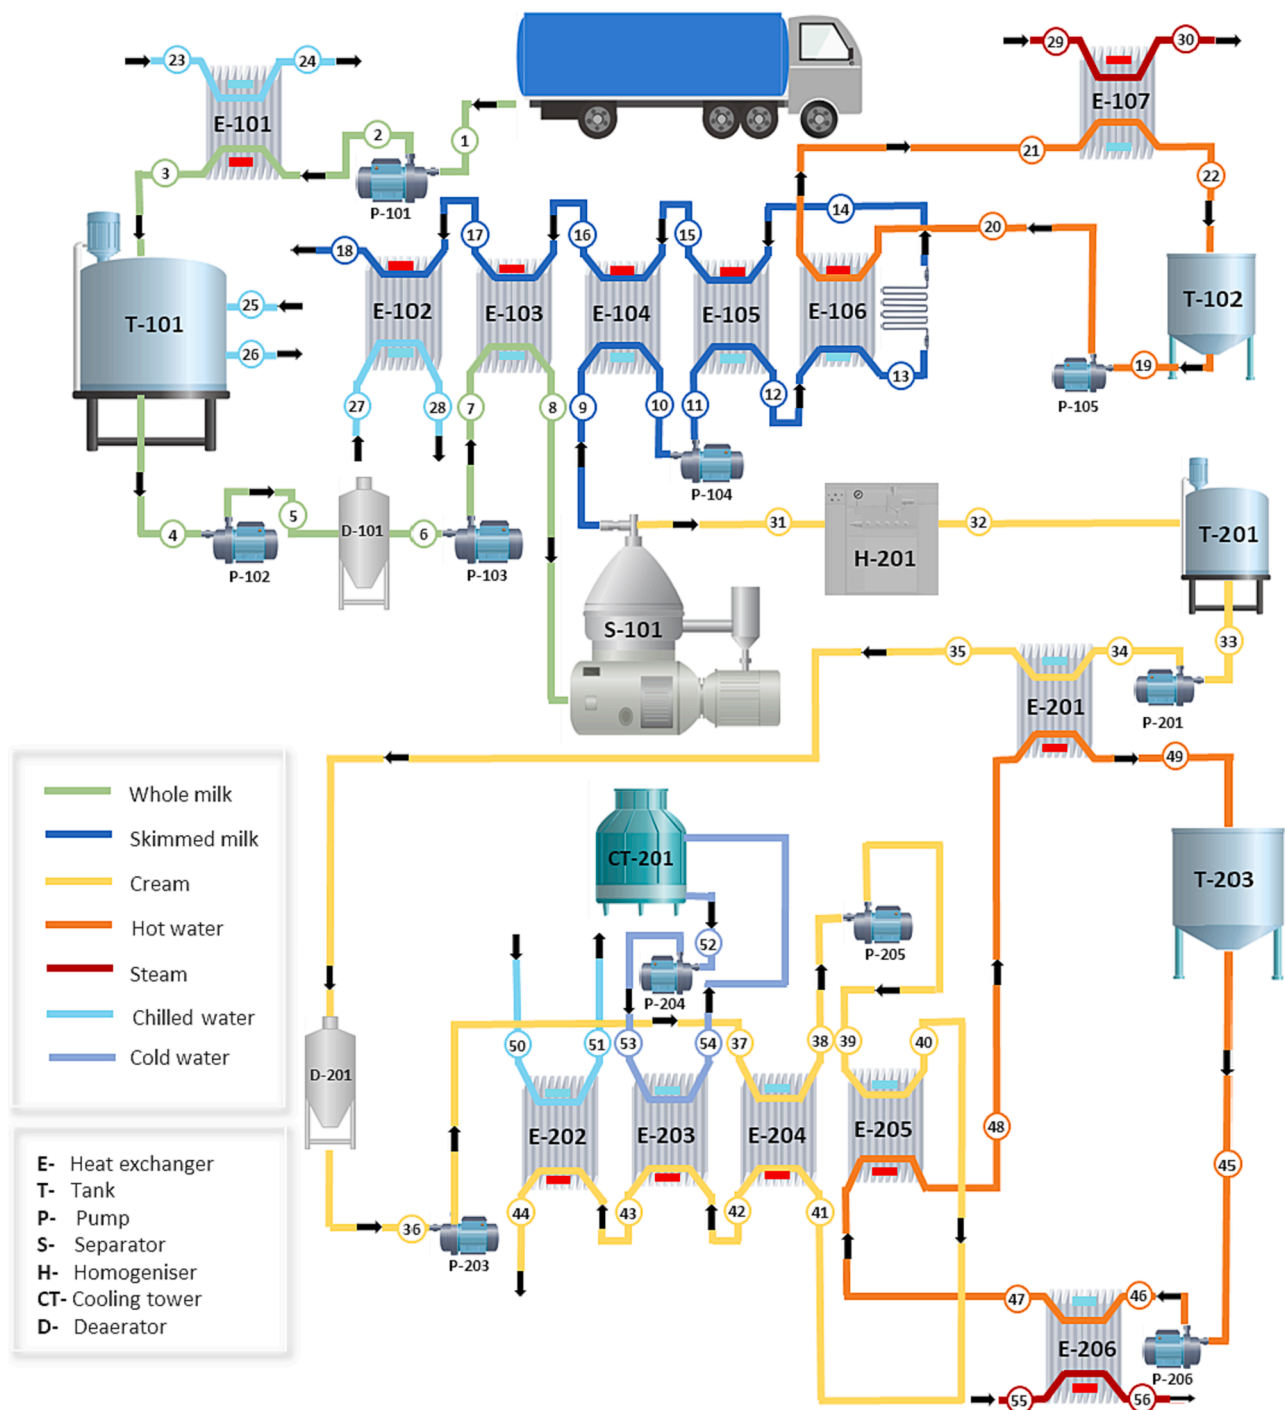 23
24
29
30
E-101
E-107
2
1
3
P-101
21
22
17
16
15
14
20
18
E-102
E-103
E-104
E-105
E-106
T-101
25
26
T-102
13
19
P-105
27
28
7
8
9
10
11
12
P-104
4
5
D-101
6
P-102
P-103
31
32
H-201
T-201
S-101
33
35
34
E-201
P-201
49
Whole milk
Skimmed milk
Cream
Hot water
Steam
Chilled water
Cold water
CT-201
T-203
52
P-205
P-204
50
51
53
54
37
38
39
40
D-201
E-202
E-203
E-204
E-205
48
45
36
P-203
44
43
42
41
47
46
E-206
P-206
55
56
E- Heat exchanger
T- Tank
P- Pump
S- Separator
H- Homogeniser
CT- Cooling tower
D- Deaerator